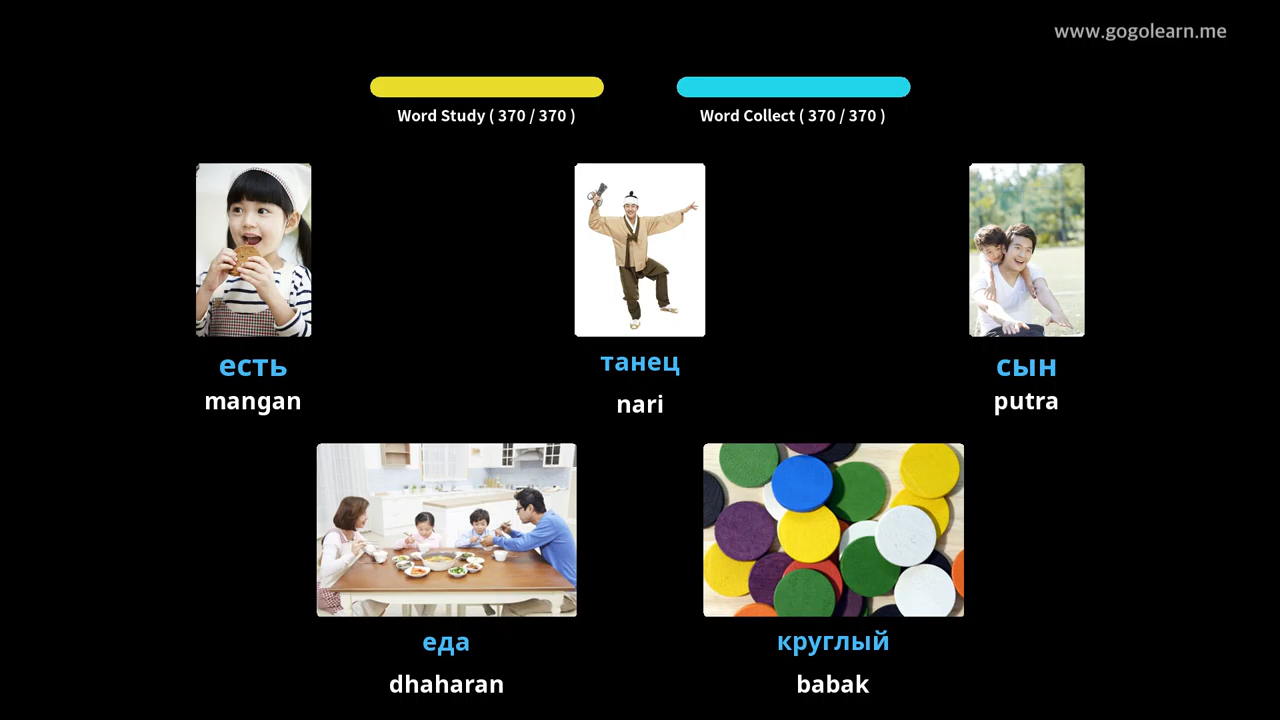 www.gogolearn.me
Word Study ( 370 / 370 )
Word Collect ( 370 / 370 )
есть
mangan
танец
nari
сын
putra
еда
dhaharan
круглый
babak